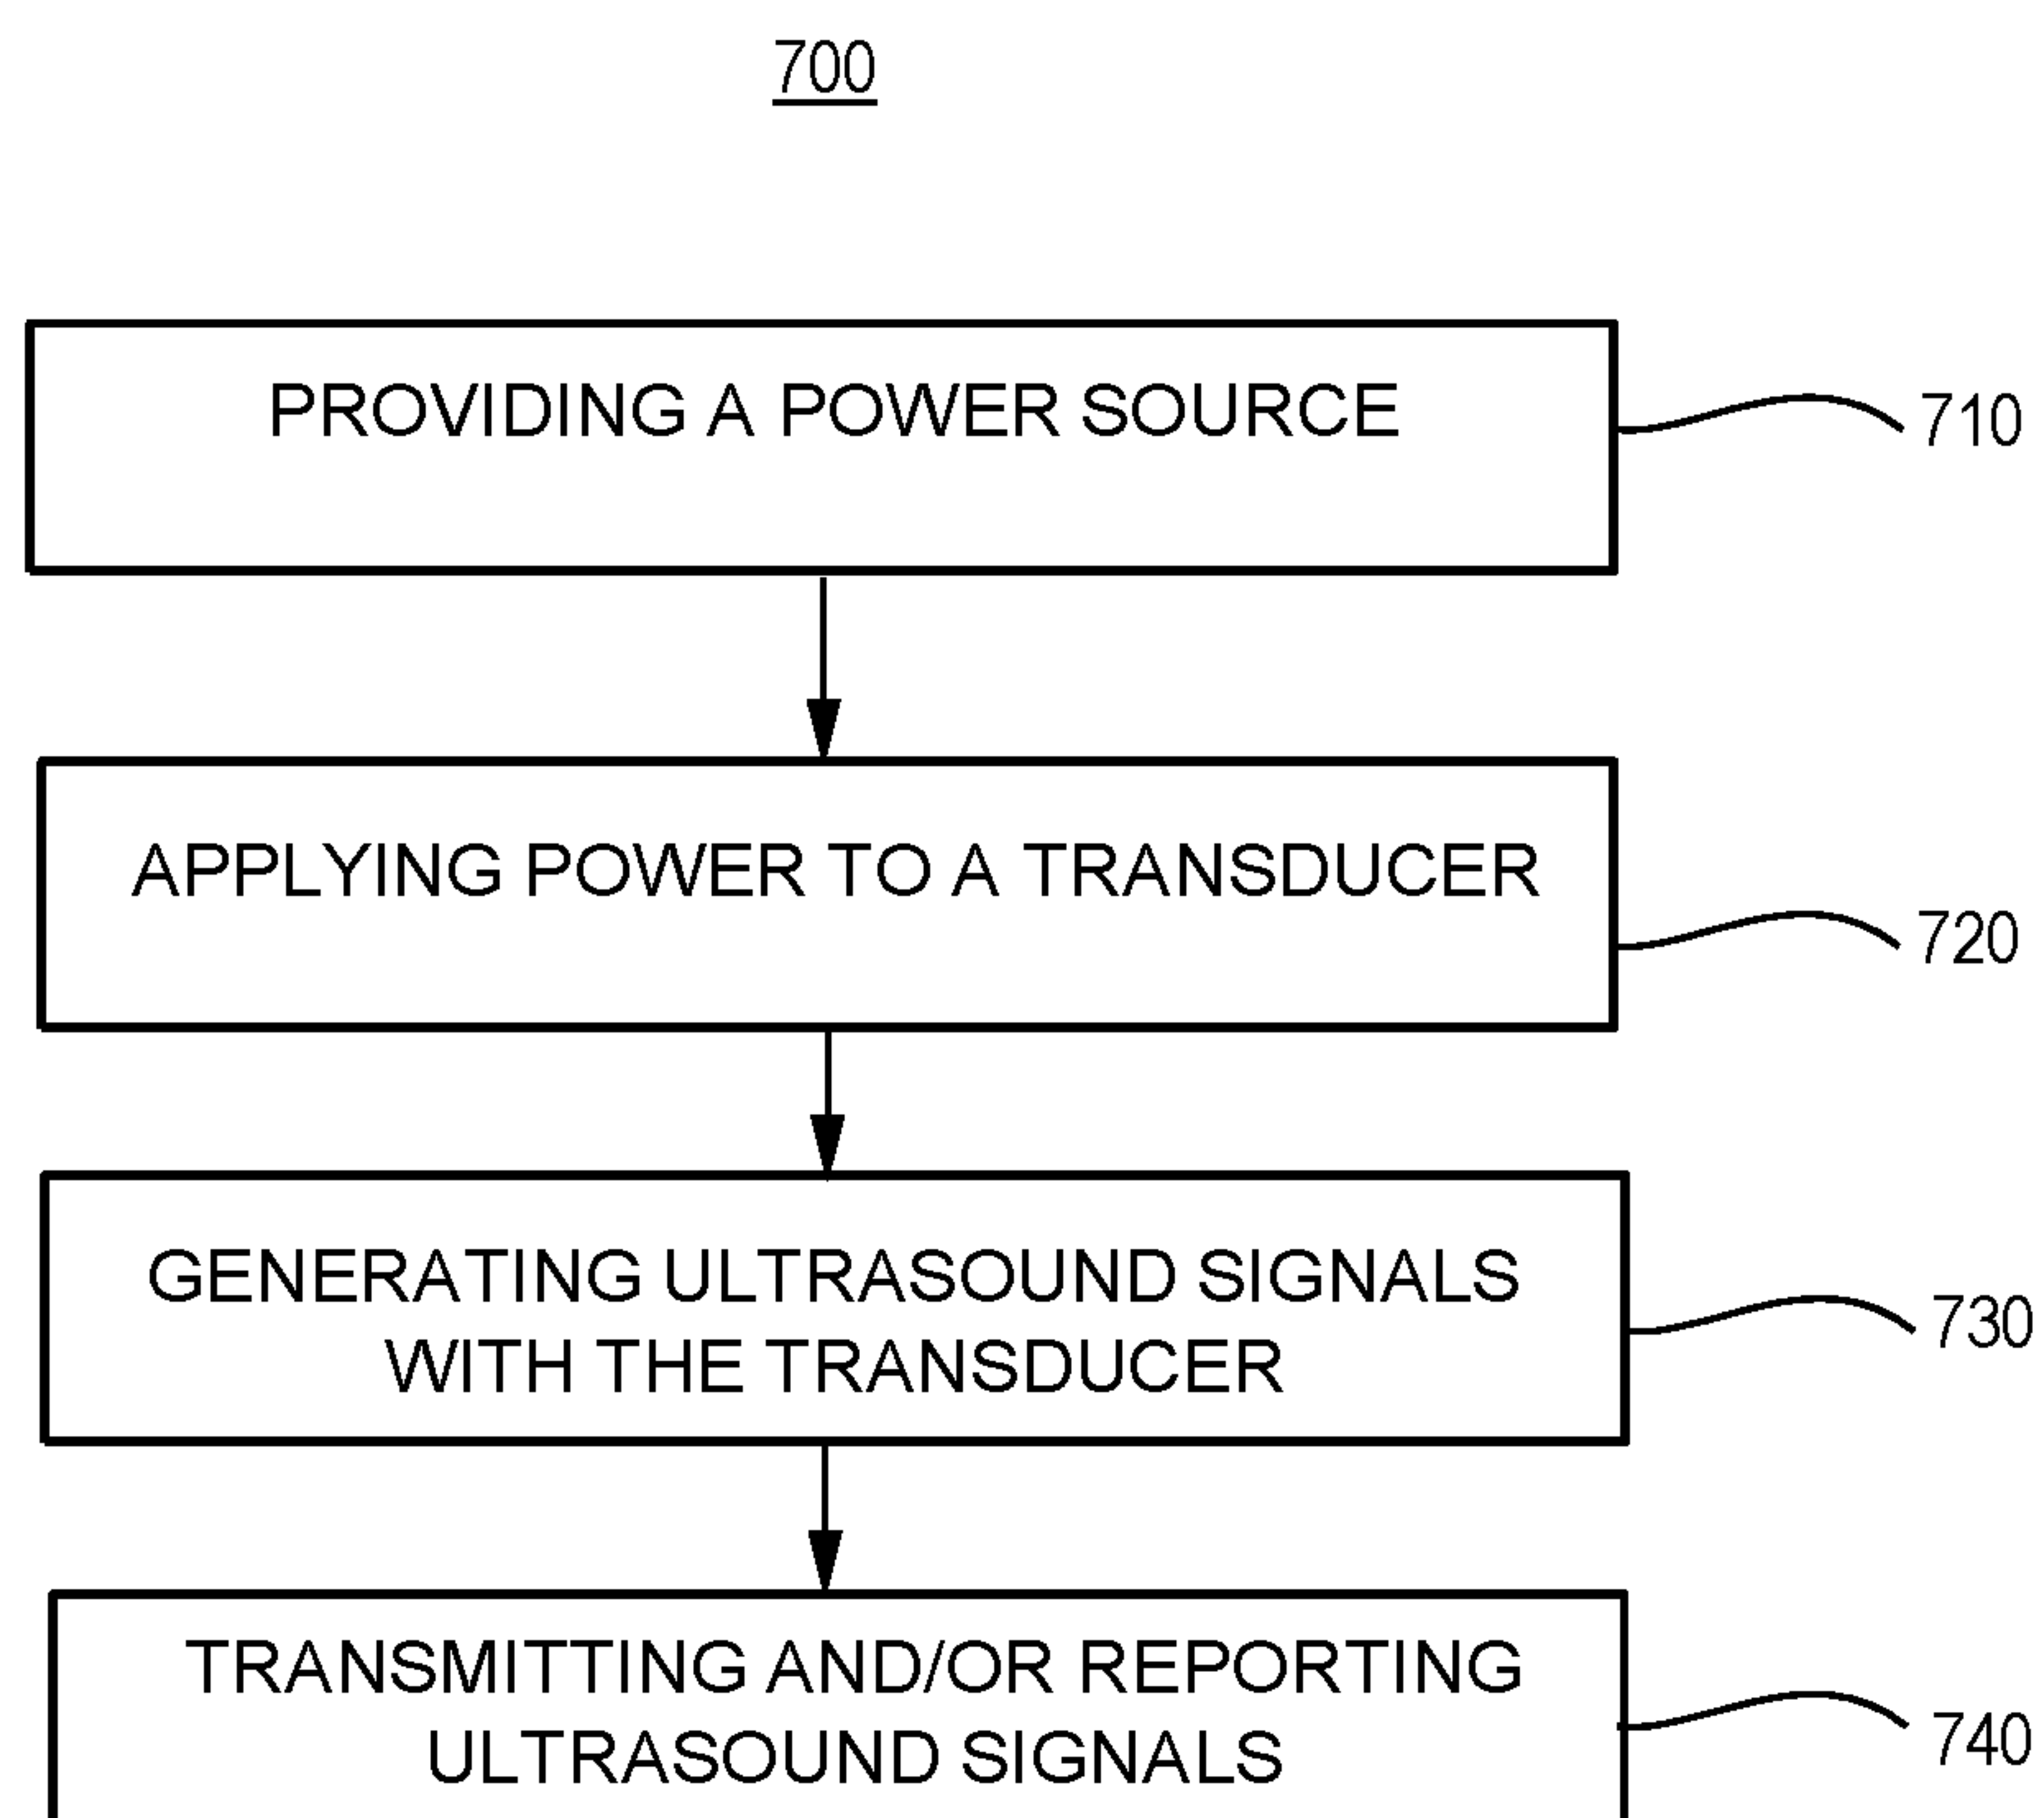 700
PROVIDING A POWER SOURCE
710
APPLYING POWER TO A TRANSDUCER
720
GENERATING ULTRASOUND SIGNALS
WITH THE TRANSDUCER
730
TRANSMITTING AND/OR REPORTING
ULTRASOUND SIGNALS
740